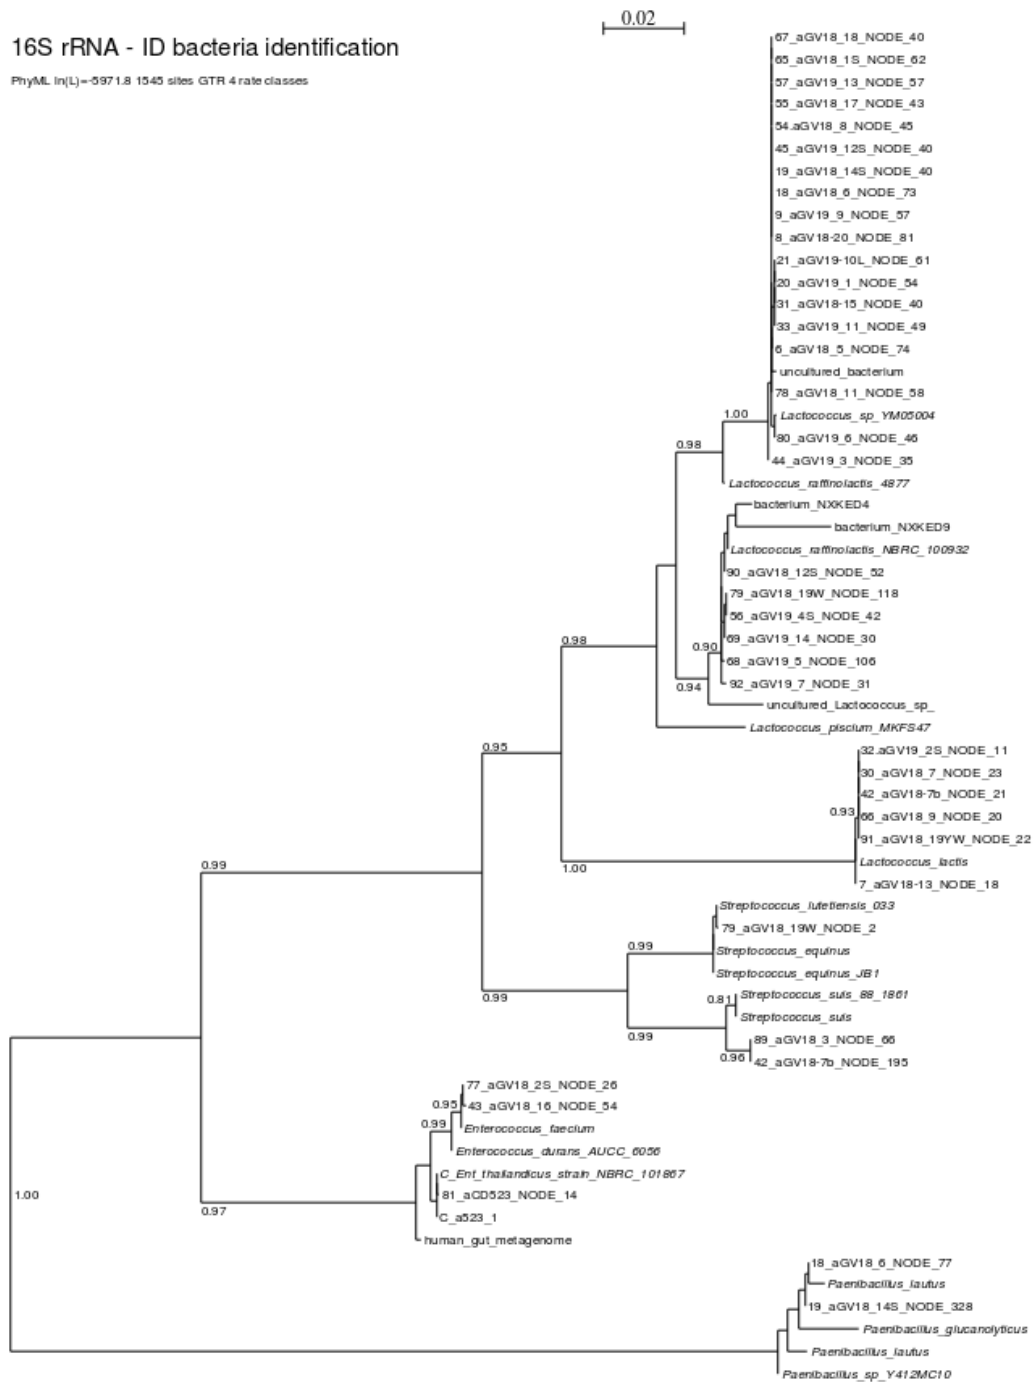 0.02
16S rRNA - ID bacteria identification
PhyML ln(L)=-5971.8 1545 sites GTR 4 rate classes
67_aGV18_18_NODE_40
65_aGV18_1S_NODE_62
57_aGV19_13_NODE_57
55_aGV18_17_NODE_43
54.aGV18_8_NODE_45
45_aGV19_12S_NODE_40
19_aGV18_14S_NODE_40
18_aGV18_6_NODE_73
9_aGV19_9_NODE_57
8_aGV18-20_NODE_81
21_aGV19-10L_NODE_61
20_aGV19_1_NODE_54
31_aGV18-15_NODE_40
33_aGV19_11_NODE_49
6_aGV18_5_NODE_74
uncultured_bacterium
78_aGV18_11_NODE_58
1.00
Lactococcus_sp_YM05004
80_aGV19_6_NODE_46
0.98
44_aGV19_3_NODE_35
Lactococcus_raffinolactis_4877
bacterium_NXKED4
bacterium_NXKED9
Lactococcus_raffinolactis_NBRC_100932
90_aGV18_12S_NODE_52
79_aGV18_19W_NODE_118
56_aGV19_4S_NODE_42
0.98
69_aGV19_14_NODE_30
0.90
68_aGV19_5_NODE_106
0.94
92_aGV19_7_NODE_31
uncultured_Lactococcus_sp_
Lactococcus_piscium_MKFS47
0.95
32.aGV19_2S_NODE_11
30_aGV18_7_NODE_23
42_aGV18-7b_NODE_21
0.93
66_aGV18_9_NODE_20
91_aGV18_19YW_NODE_22
0.99
1.00
Lactococcus_lactis
7_aGV18-13_NODE_18
Streptococcus_lutetiensis_033
79_aGV18_19W_NODE_2
0.99
Streptococcus_equinus
Streptococcus_equinus_JB1
0.99
0.81
Streptococcus_suis_88_1861
Streptococcus_suis
0.99
89_aGV18_3_NODE_66
0.96
42_aGV18-7b_NODE_195
77_aGV18_2S_NODE_26
0.95
43_aGV18_16_NODE_54
0.99
Enterococcus_faecium
Enterococcus_durans_AUCC_6056
C_Ent_thailandicus_strain_NBRC_101867
1.00
81_aCD523_NODE_14
0.97
C_a523_1
human_gut_metagenome
18_aGV18_6_NODE_77
Paenibacillus_lautus
19_aGV18_14S_NODE_328
Paenibacillus_glucanolyticus
Paenibacillus_lautus
Paenibacillus_sp_Y412MC10